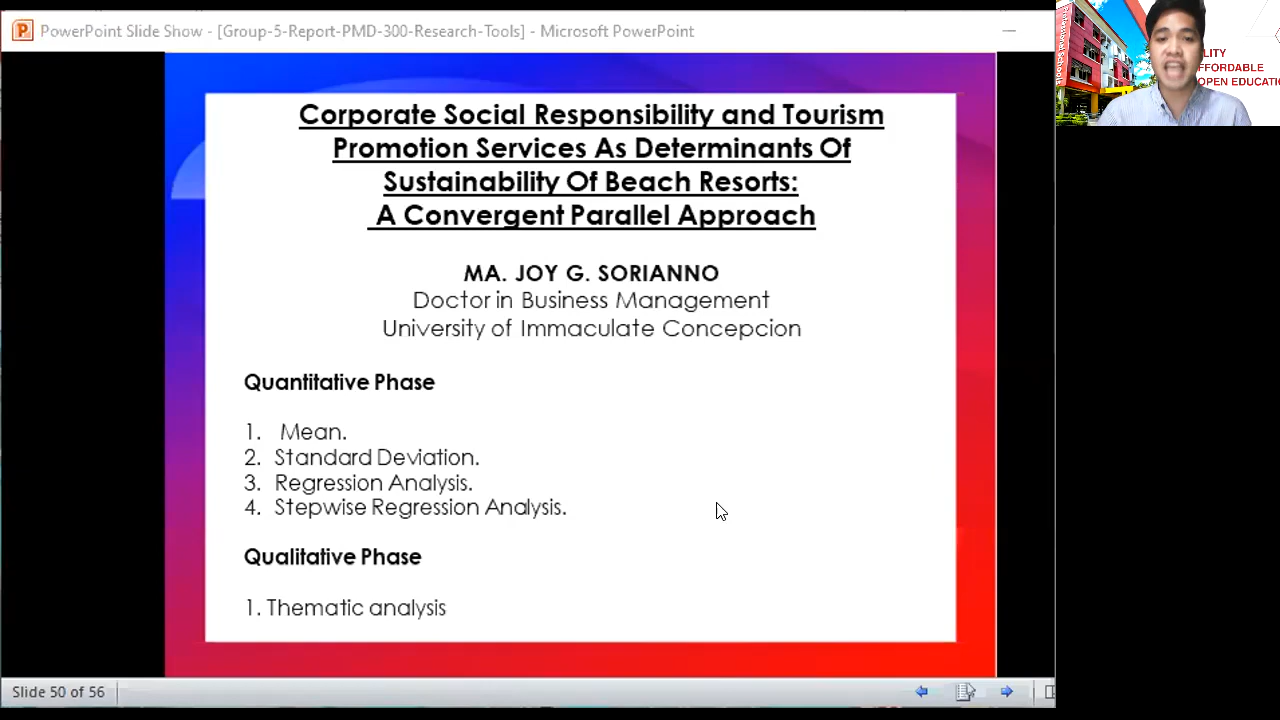 PowerPoint Slide Show - [Group-5-Report-PMD-300-Research-Tools] - Microsoft PowerPoint
Corporate Social Responsibility and Tourism
Promotion Services As Determinants Of
Sustainability Of Beach Resorts:
A Convergent Parallel Approach
MA. JOY G. SORIANNO
Doctor in Business Management
University of Immaculate Concepcion
Quantitative Phase
1. Mean.
2. Standard Deviation.
3. Regression Analysis.
4. Stepwise Regression Analysis.
Qualitative Phase
1. Thematic analysis
Slide 50 of 56
Professional Schools
LITY
FFORDABLE
OPEN EDUCATI